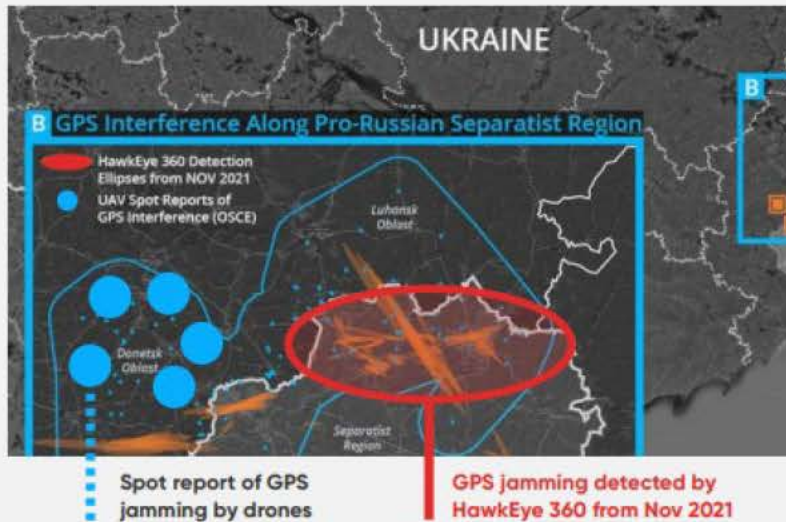 UKRAINE
B
B GPS Interference Along Pro-Russian Separatist Region
HawkEye 360 Detection
Ellipses from NOV 2021
UAV Spot Reports of
GPS Interference (OSCE)
Luhansk
Oblast
Donetsk
Oblast
Separatist
Region
Spot report of GPS
jamming by drones
GPS jamming detected by
HawkEye 360 from Nov 2021